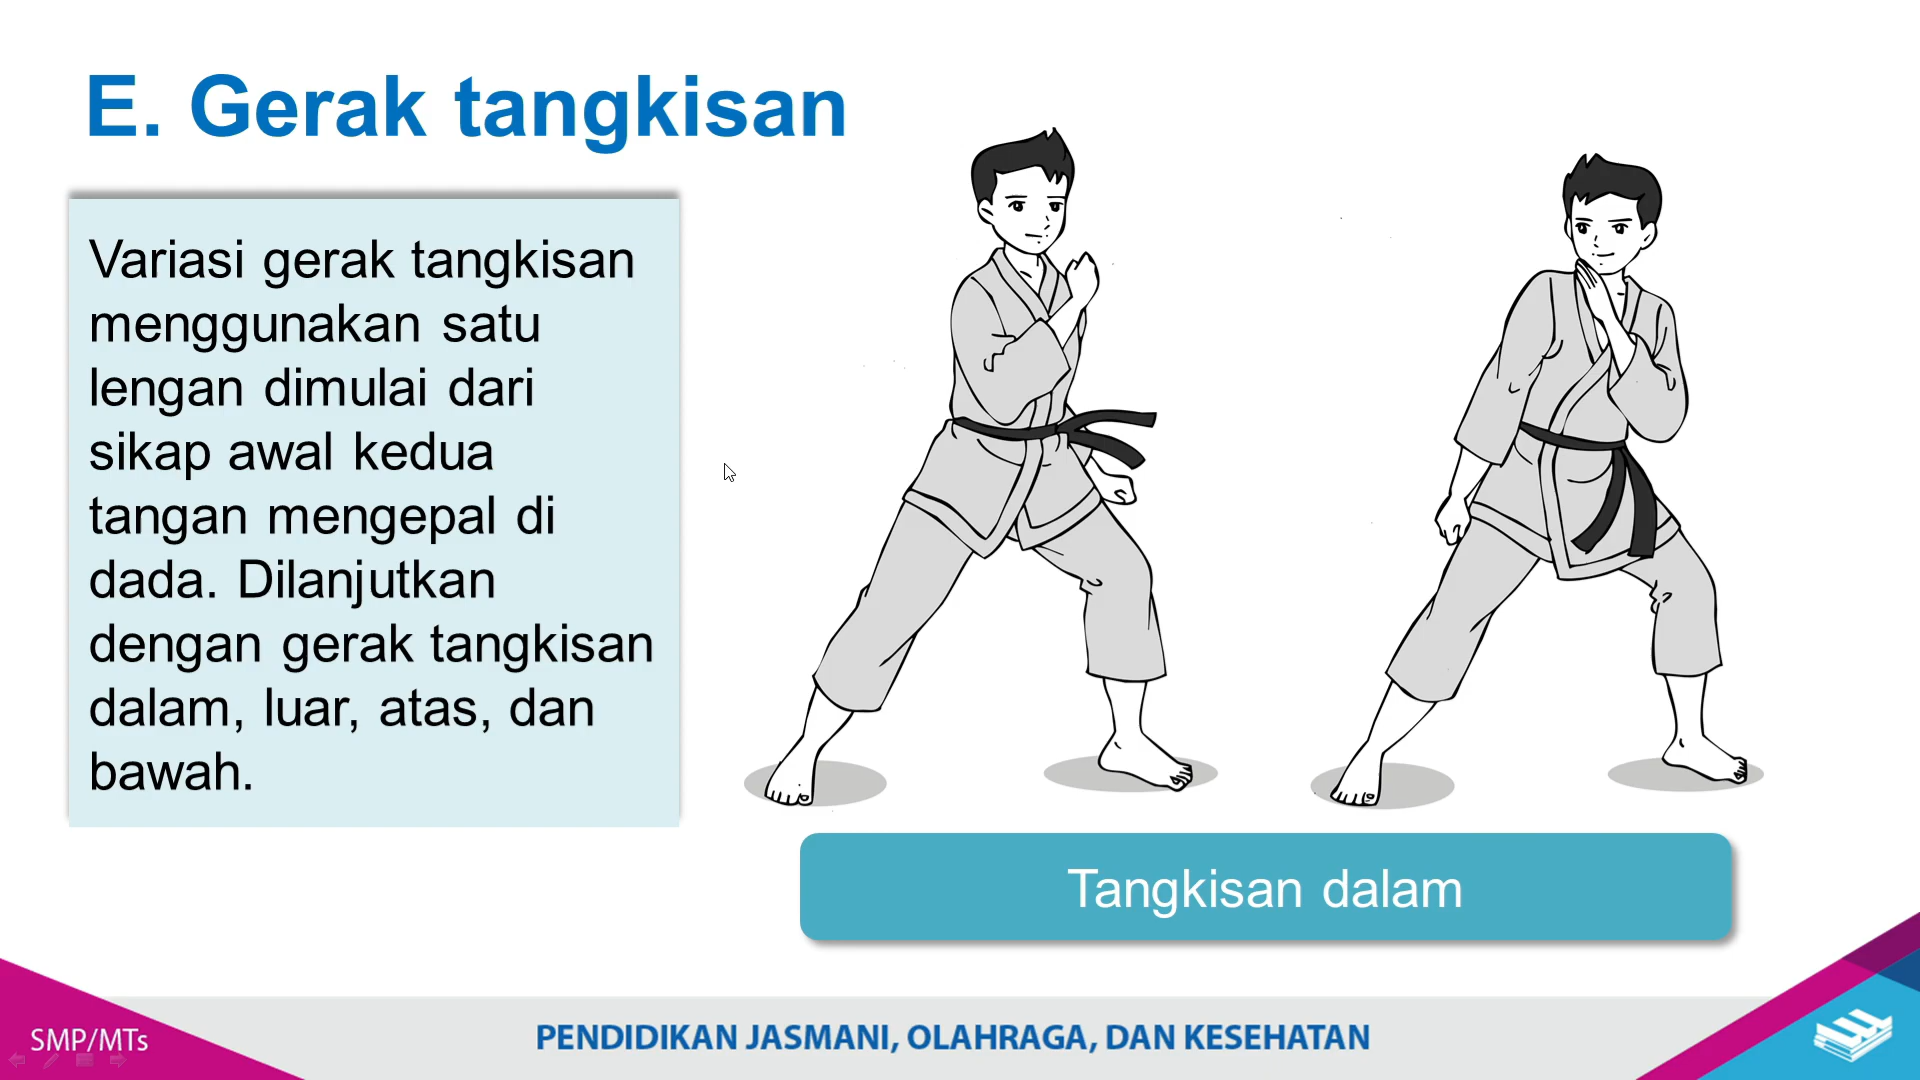 E. Gerak tangkisan
Variasi gerak tangkisan
menggunakan satu
lengan dimulai dari
sikap awal kedua
tangan mengepal di
dada. Dilanjutkan
dengan gerak tangkisan
dalam, luar, atas, dan
bawah.
Tangkisan dalam
SMP/MTs
PENDIDIKAN JASMANI, OLAHRAGA, DAN KESEHATAN